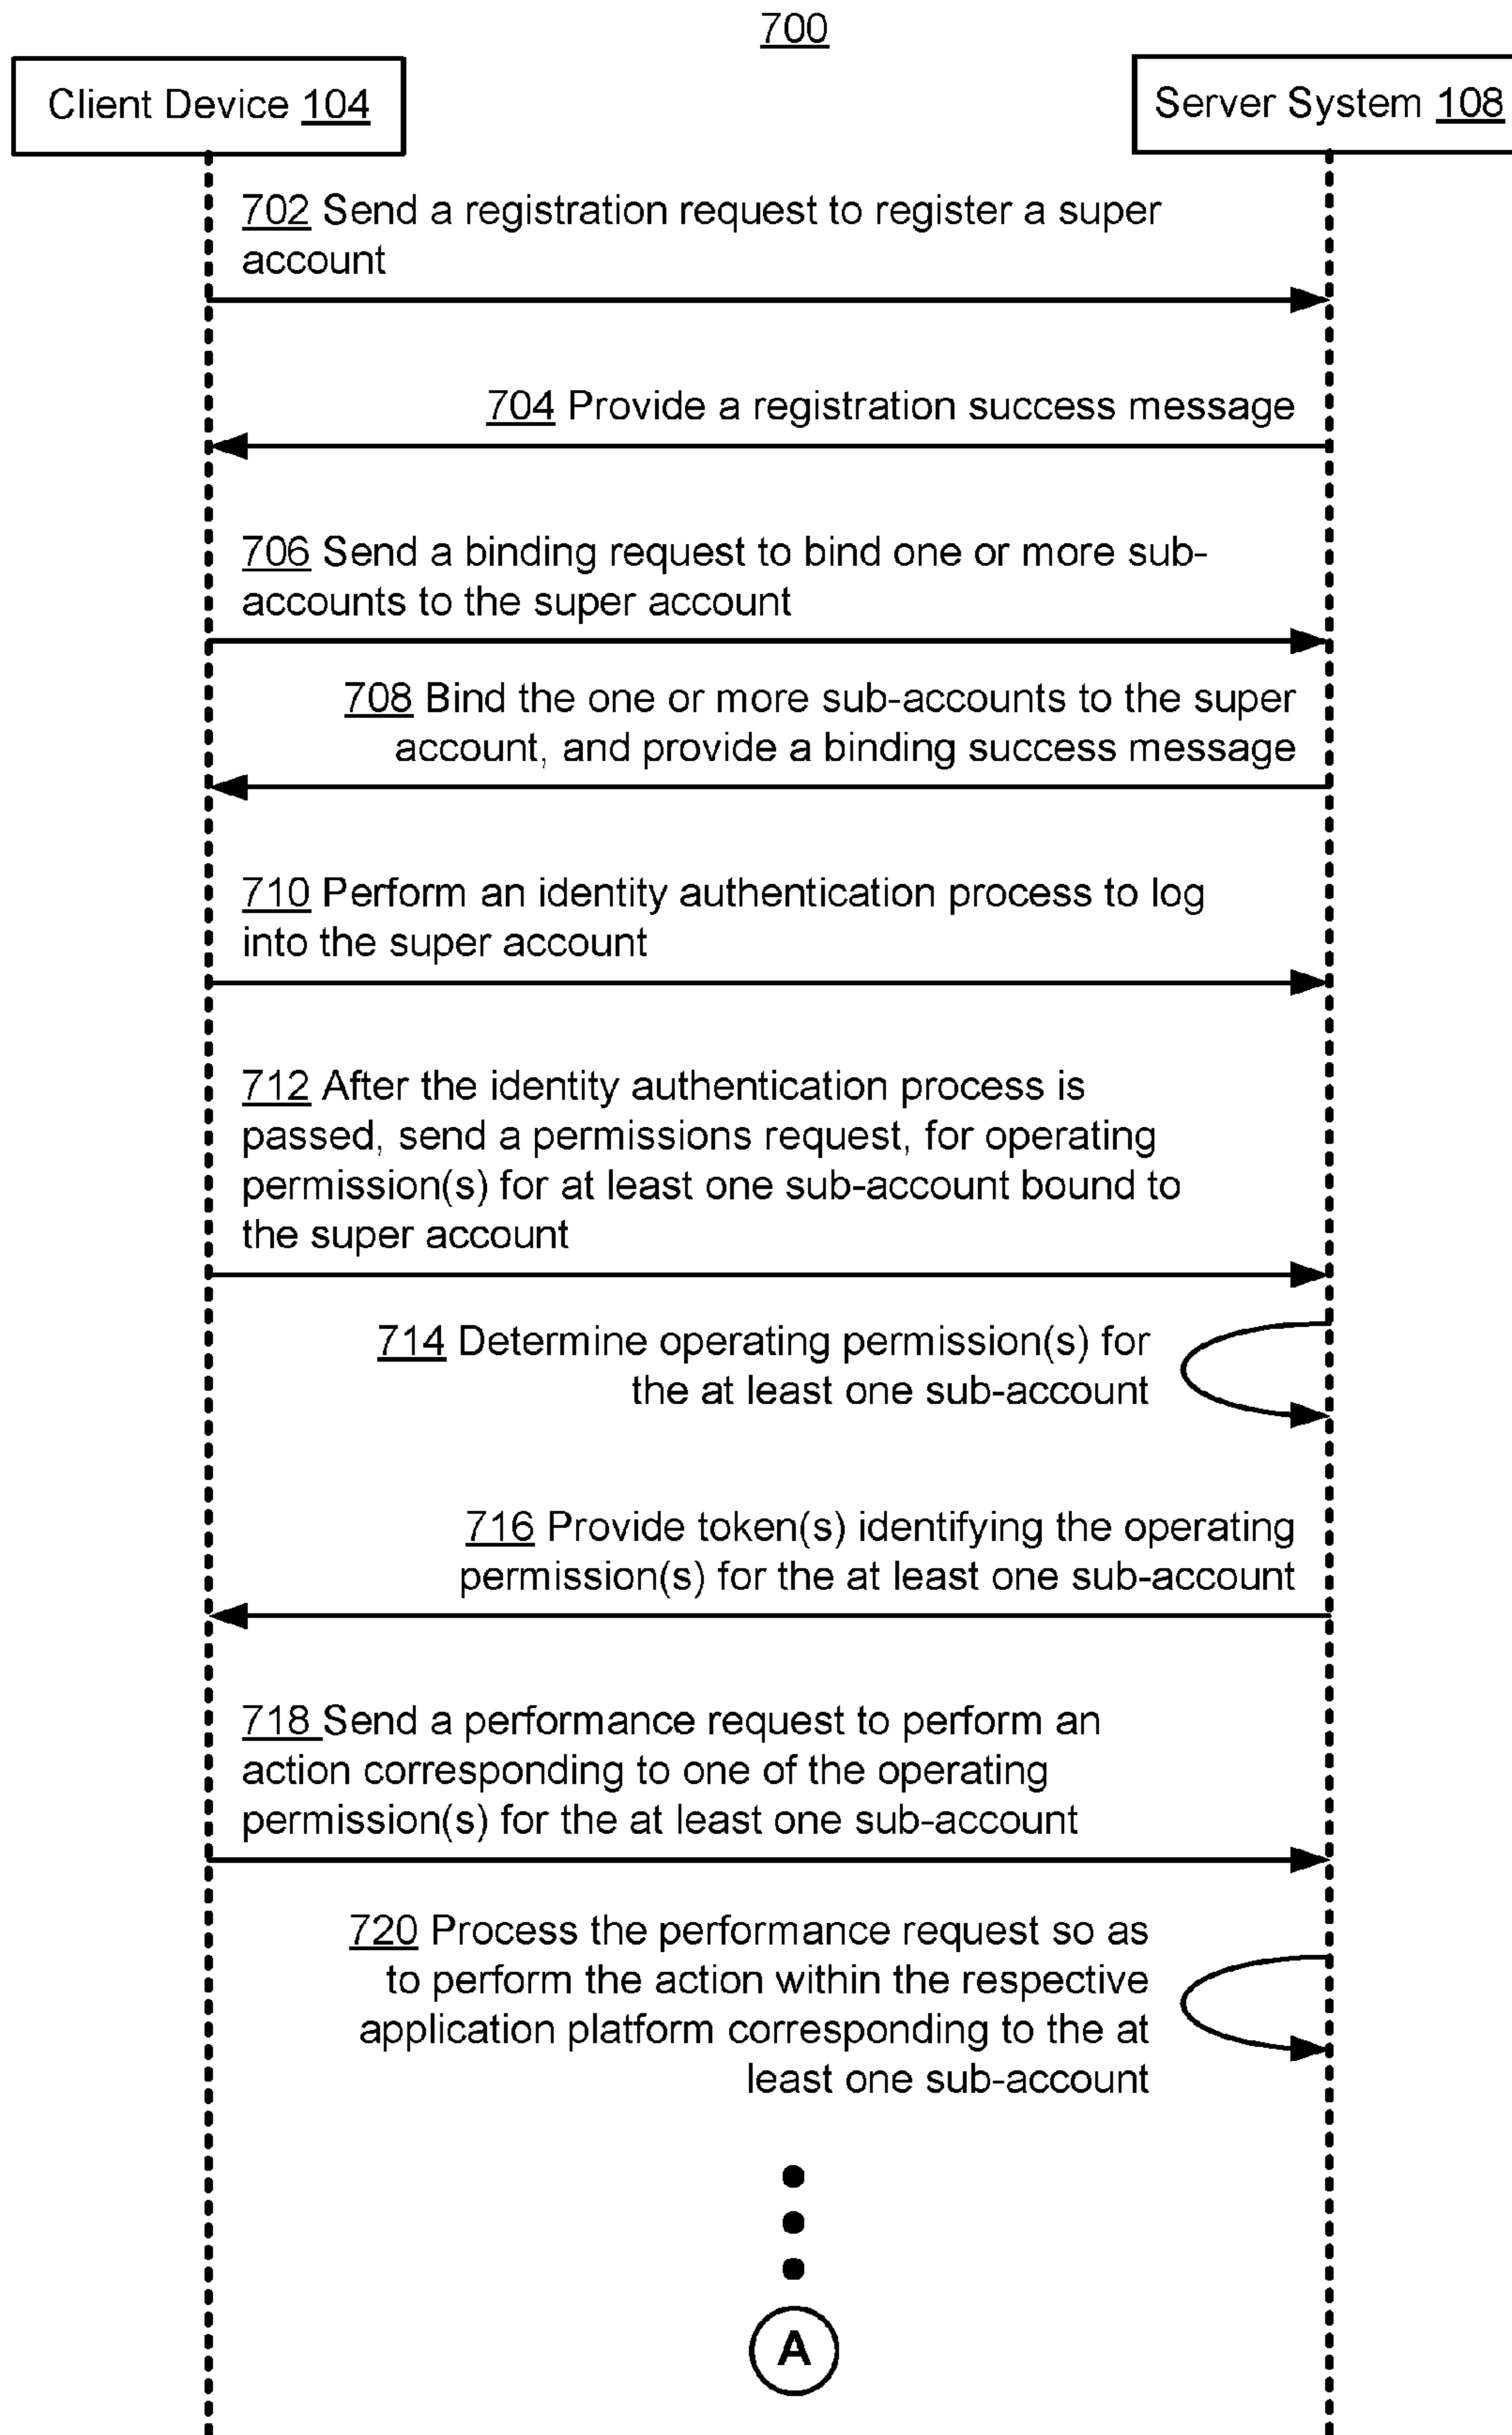 700
Client Device 104
Server System 108
702 Send a registration request to register a super
account
704 Provide a registration success message
706 Send a binding request to bind one or more sub-
accounts to the super account
708 Bind the one or more sub-accounts to the super
account, and provide a binding success message
710 Perform an identity authentication process to log
into the super account
712 After the identity authentication process is
passed, send a permissions request, for operating
permission(s) for at least one sub-account bound to
the super account
714 Determine operating permission(s) for
the at least one sub-account
716 Provide token(s) identifying the operating
permission(s) for the at least one sub-account
718 Send a performance request to perform an
action corresponding to one of the operating
permission(s) for the at least one sub-account
720 Process the performance request so as
to perform the action within the respective
application platform corresponding to the at
least one sub-account
A